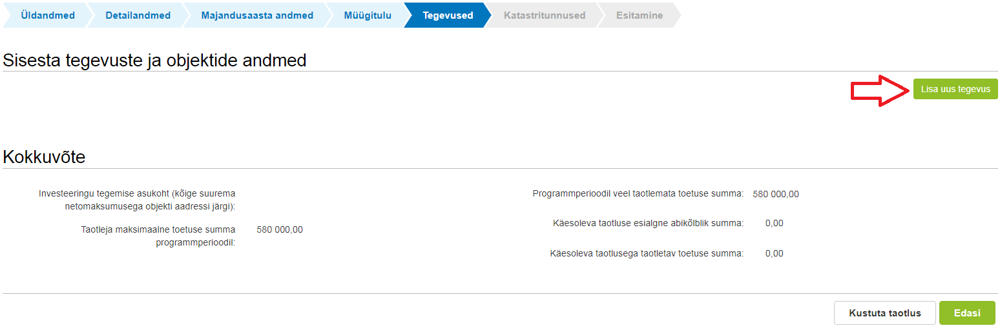 Üldandmed
Detailandmed
Majandusaasta andmed
Müügitulu
Tegevused
Katastritunnused
Esitamine
Sisesta tegevuste ja objektide andmed
Lisa uus tegevus
Kokkuvõte
Investeeringu tegemise asukoht (kõige suurema
netomaksumusega objekti aadressi järgi):
Taotleja maksimaalne toetuse summa 580 000,00
programmperioodil:
Programmperioodil veel taotlemata toetuse summa: 580 000,00
Käesoleva taotluse esialgne abikõlblik summa: 0,00
Käesoleva taotlusega taotletav toetuse summa: 0,00
Kustuta taotlus
Edasi